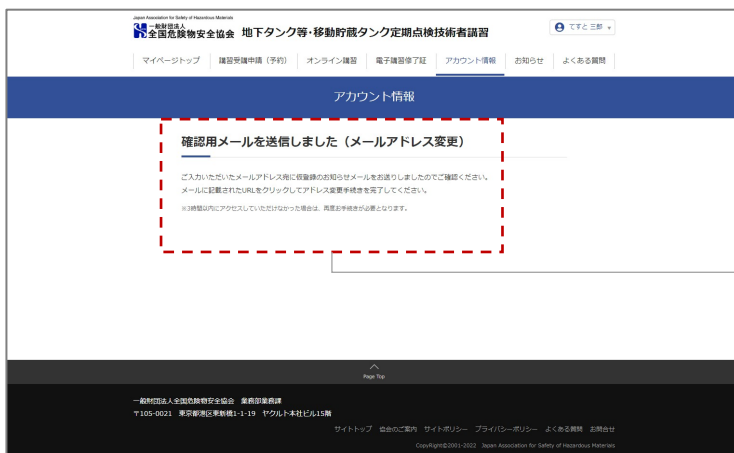 Japan Association for Safety of Hazardous Materials
一般財団法人
全国危険物安全協会 地下タンク等・移動貯蔵タンク定期点検技術者講習
てすと 三郎
マイページトップ 講習受講申請（予約） オンライン講習 電子講習修了証 アカウント情報 お知らせ よくある質問
アカウント情報
確認用メールを送信しました（メールアドレス変更）
ご入力いただいたメールアドレス宛に仮登録のお知らせメールをお送りしましたのでご確認ください。
メールに記載されたURLをクリックしてアドレス変更手続きを完了してください。
※3時間以内にアクセスしていただけなかった場合は、再度お手続きが必要となります。
Page Top
一般財団法人全国危険物安全協会 業務部業務課
〒105-0021 東京都港区東新橋1-1-19 ヤクルト本社ビル15階
サイトトップ 協会のご案内 サイトポリシー プライバシーポリシー よくある質問 お問合せ
CopyRight©2001-2022 Japan Association for Safety of Hazardous Materials